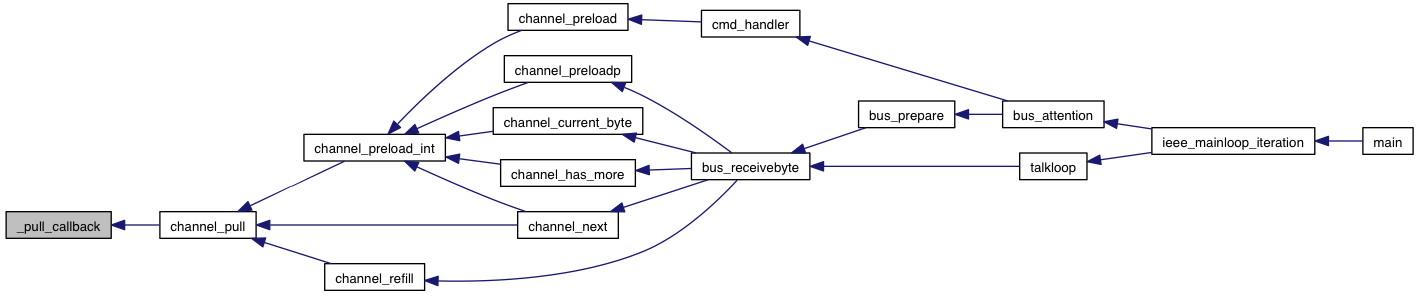 channel_preload
cmd_handler
channel_preloadp
channel_current_byte
bus_prepare
bus_attention
channel_preload_int
ieee_mainloop_iteration
main
channel_has_more
bus_receivebyte
talkloop
_pull_callback
channel_pull
channel_next
channel_refill